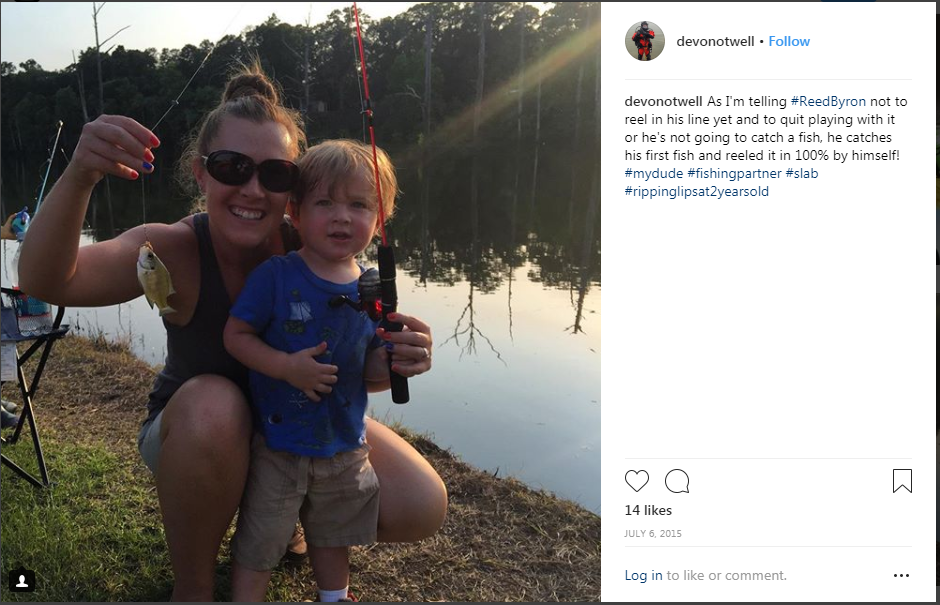 devonotwell • Follow
devonotwell As I'm telling #ReedByron not to
reel in his line yet and to quit playing with it
or he's not going to catch a fish, he catches
his first fish and reeled it in 100% by himself!
#mydude #fishingpartner #slab
#rippinglipsat2yearsold
14 likes
JULY 6, 2015
Log in to like or comment.